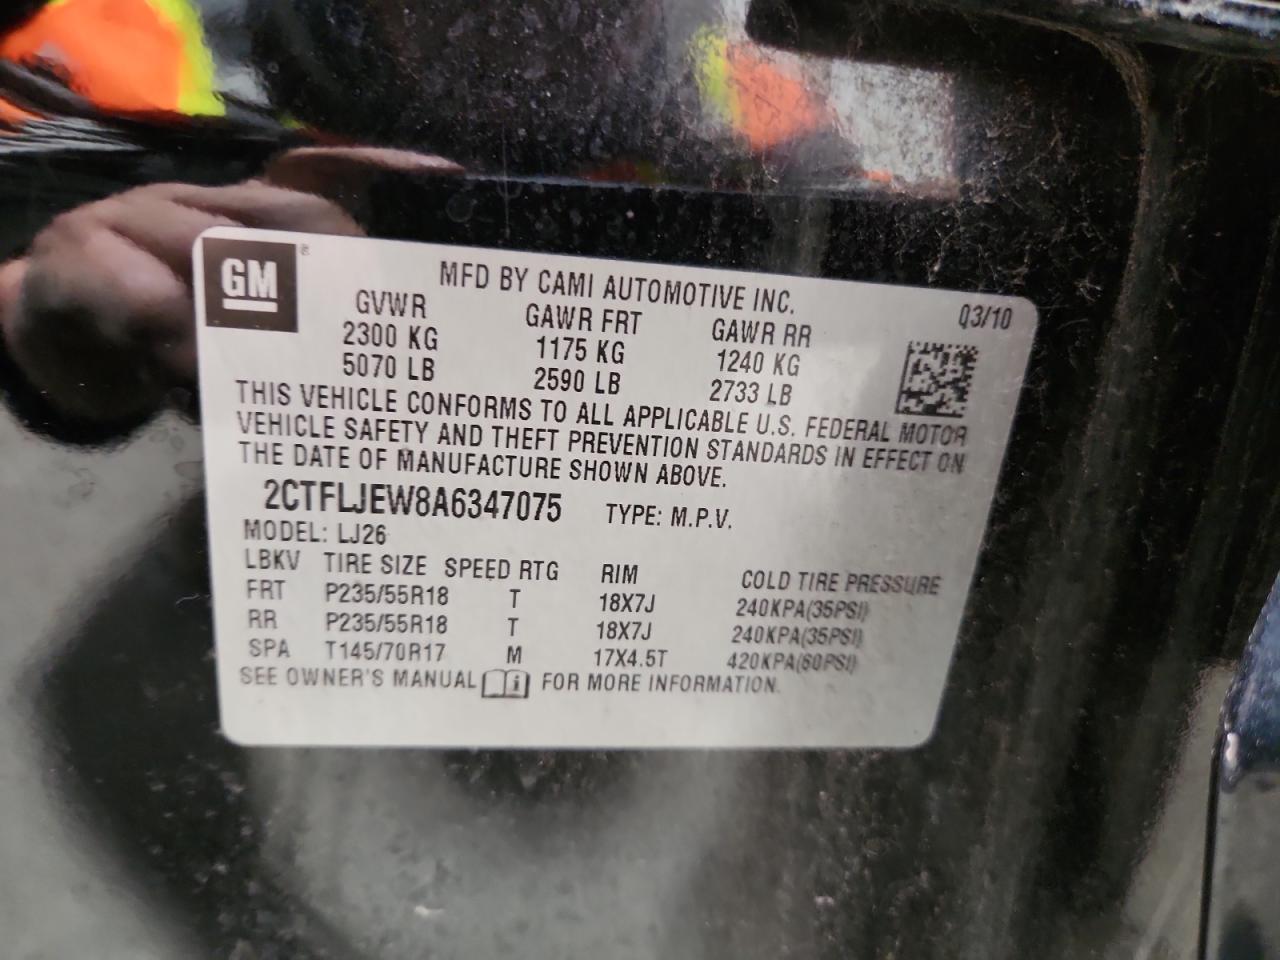 GM
MFD BY CAMI AUTOMOTIVE INC.
03/10
GVWR GAWR FRT GAWR RR
2300 KG 1175 KG 1240 KG
5070 LB 2590 LB 2733 LB
THIS VEHICLE CONFORMS TO ALL APPLICABLE U.S. FEDERAL MOTOR
VEHICLE SAFETY AND THEFT PREVENTION STANDARDS IN EFFECT ON
THE DATE OF MANUFACTURE SHOWN ABOVE.
2CTFLJEW8A6347075 TYPE: M.P.V.
MODEL: LJ26
LBKV TIRE SIZE SPEED RTG RIM COLD TIRE PRESSURE
FRT P235/55R18 T 18X7J 240KPA(35PSI)
RR P235/55R18 T 18X7J 240KPA(35PSI)
SPA T145/70R17 M 17X4.5T 420KPA(60PSI)
SEE OWNER'S MANUAL FOR MORE INFORMATION.